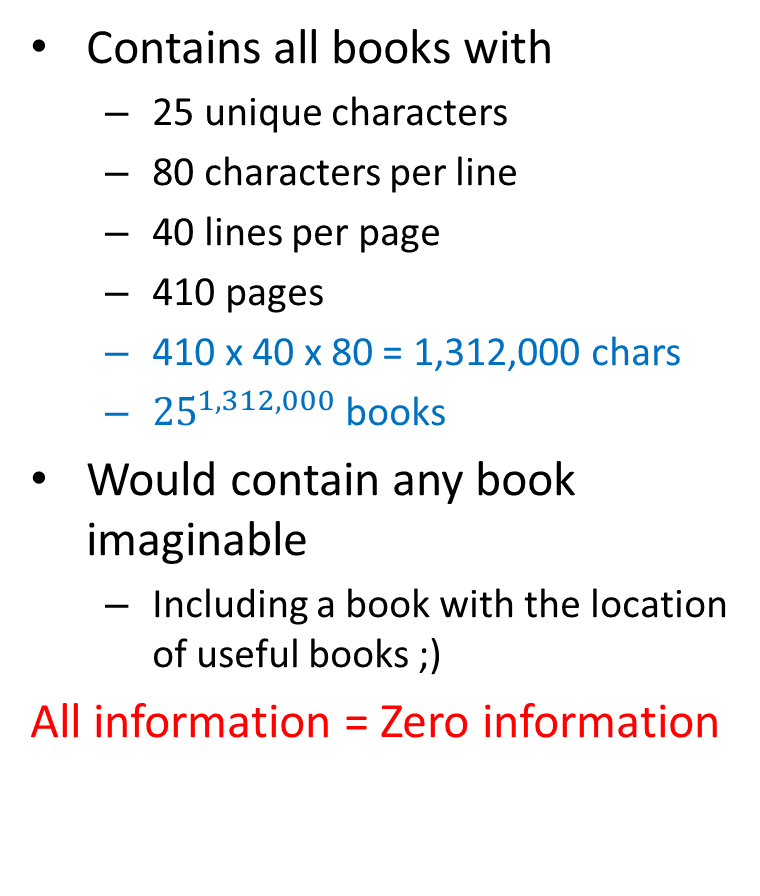 • Contains all books with
– 25 unique characters
– 80 characters per line
– 40 lines per page
– 410 pages
– 410 x 40 x 80 = 1,312,000 chars
– 25^1,312,000 books
• Would contain any book
imaginable
– Including a book with the location
of useful books ;)
All information = Zero information